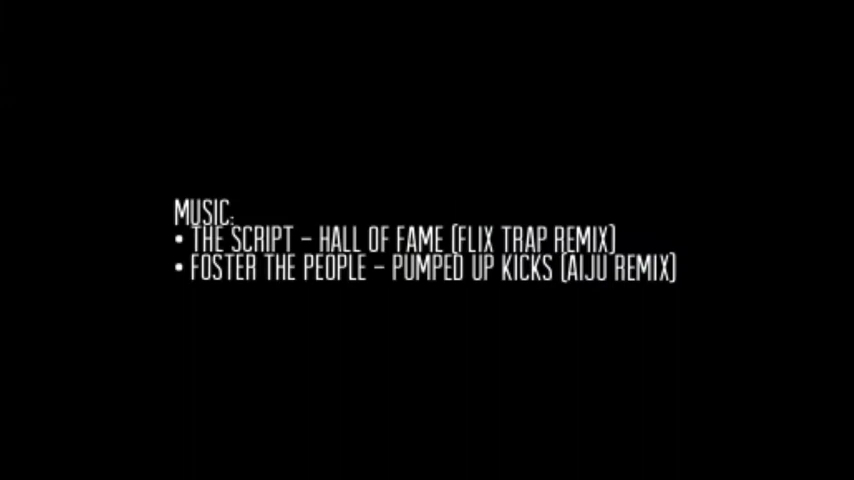 MUSIC:
• THE SCRIPT – HALL OF FAME (FLIX TRAP REMIX)
• FOSTER THE PEOPLE – PUMPED UP KICKS (AIJU REMIX)